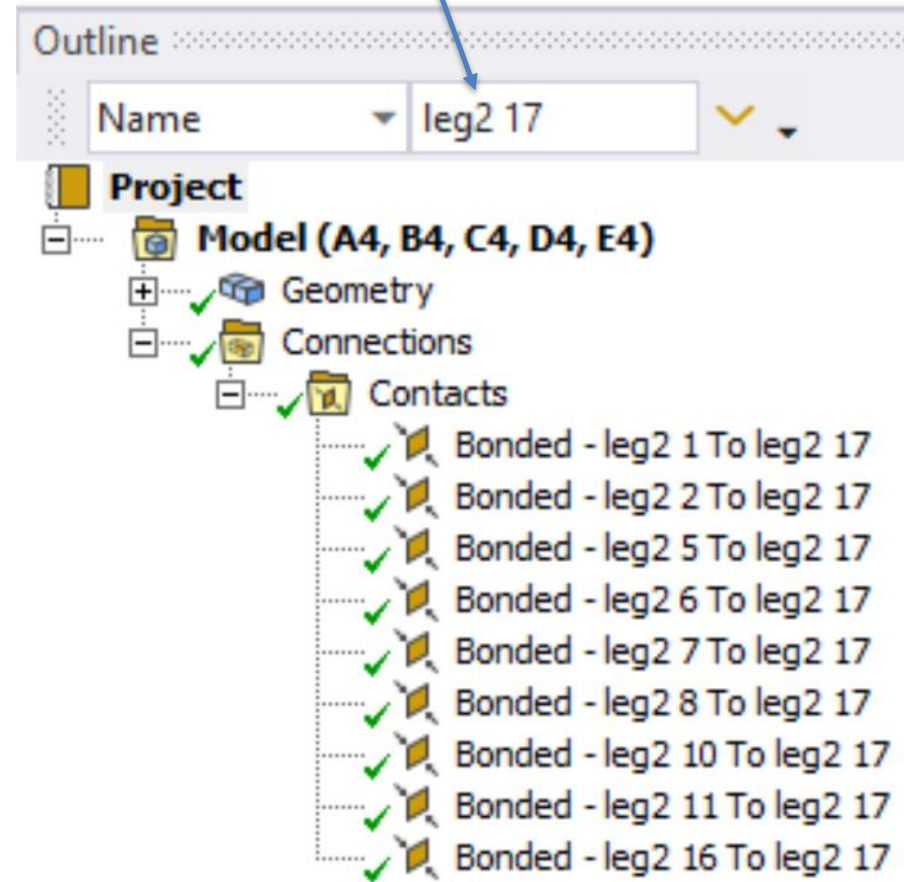 Outline
Name leg2 17
Project
Model (A4, B4, C4, D4, E4)
Geometry
Connections
Contacts
Bonded - leg2 1 To leg2 17
Bonded - leg2 2 To leg2 17
Bonded - leg2 5 To leg2 17
Bonded - leg2 6 To leg2 17
Bonded - leg2 7 To leg2 17
Bonded - leg2 8 To leg2 17
Bonded - leg2 10 To leg2 17
Bonded - leg2 11 To leg2 17
Bonded - leg2 16 To leg2 17